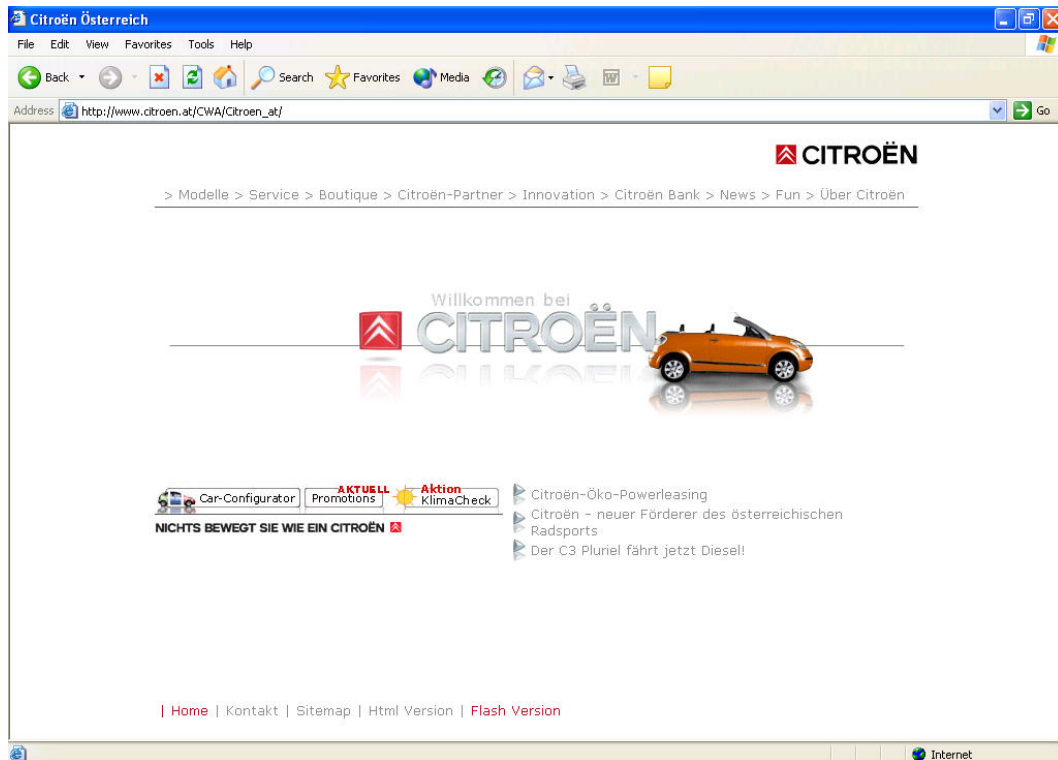 Citroën Österreich
File Edit View Favorites Tools Help
Back Search Favorites Media
Address http://www.citroen.at/CWA/Citroen_at/ Go
CITROËN
> Modelle > Service > Boutique > Citroën-Partner > Innovation > Citroën Bank > News > Fun > Über Citroën
Willkommen bei
CITROËN
Car-Configurator
AKTUELL
Promotions
Aktion
KlimaCheck
NICHTS BEWEGT SIE WIE EIN CITROËN
Citroën-Öko-Powerleasing
Citroën - neuer Förderer des österreichischen
Radsports
Der C3 Pluriel fährt jetzt Diesel!
| Home | Kontakt | Sitemap | Html Version | Flash Version
Internet